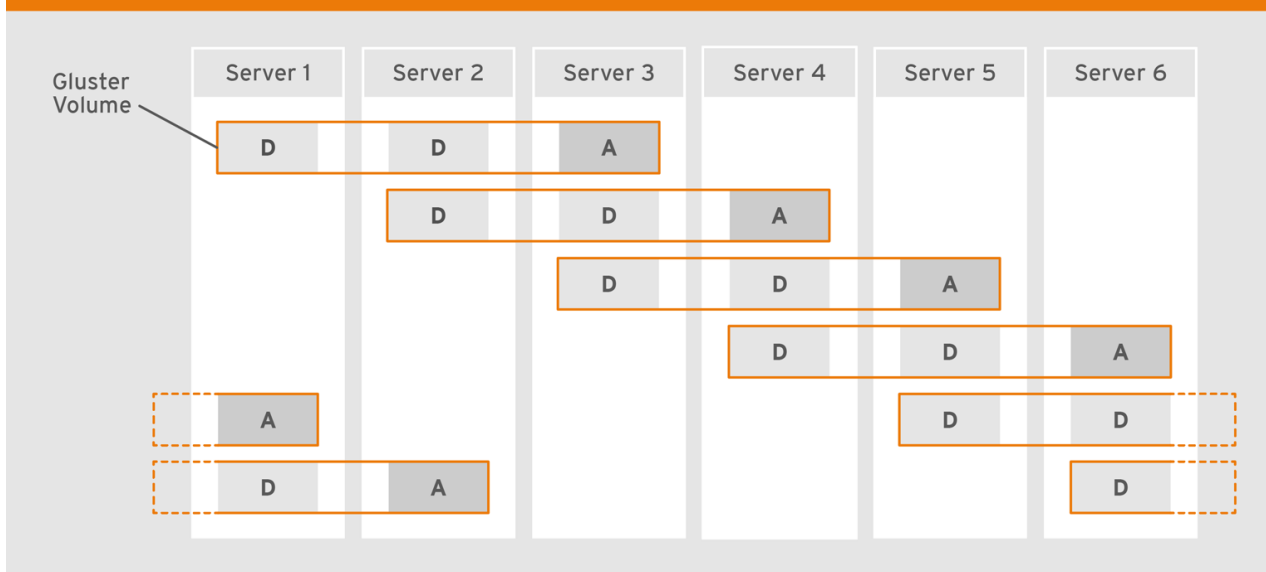 Server 1 Server 2 Server 3 Server 4 Server 5 Server 6
Gluster
Volume
D D A
D D A
D D A
D D A
A D D
D A D